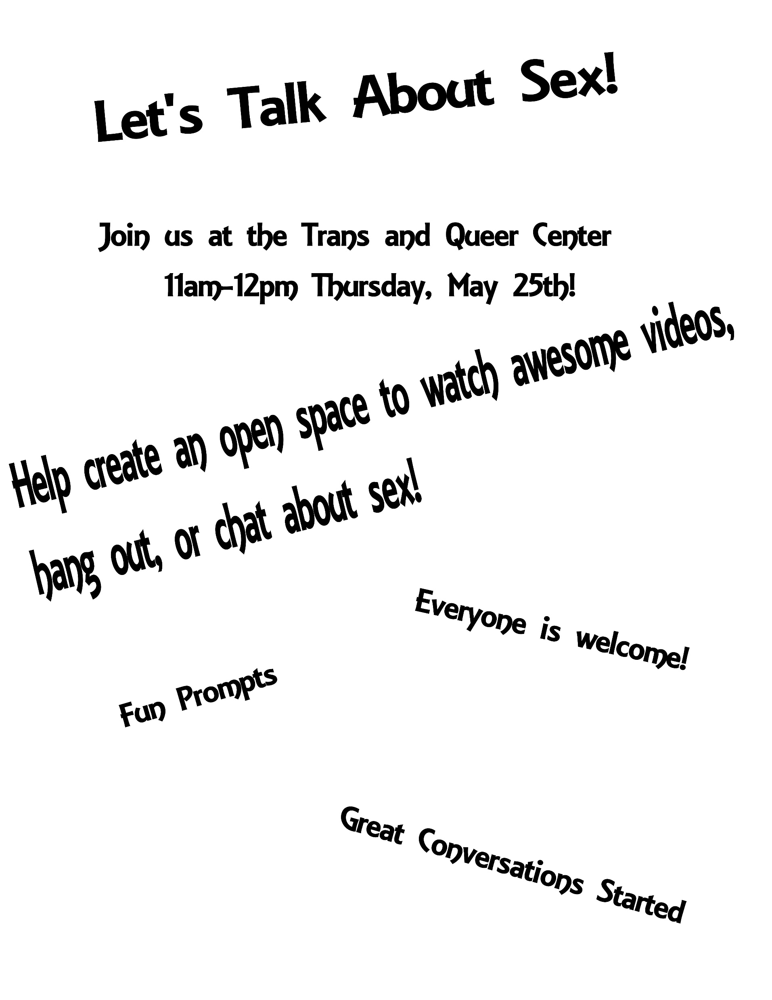 Let's Talk About Sex!
Join us at the Trans and Queer Center
11am-12pm Thursday, May 25th!
Help create an open space to watch awesome videos,
hang out, or chat about sex!
Everyone is welcome!
Fun Prompts
Great Conversations Started